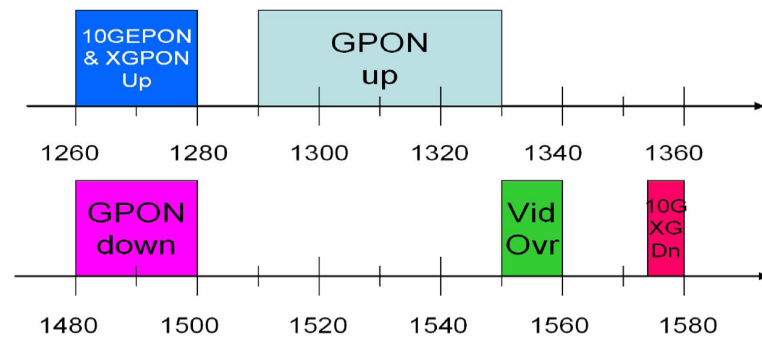 10GEPON
& XGPON
Up
GPON
up
1260 1280 1300 1320 1340 1360
GPON
down
Vid
Ovr
10G
XG
Dn
1480 1500 1520 1540 1560 1580